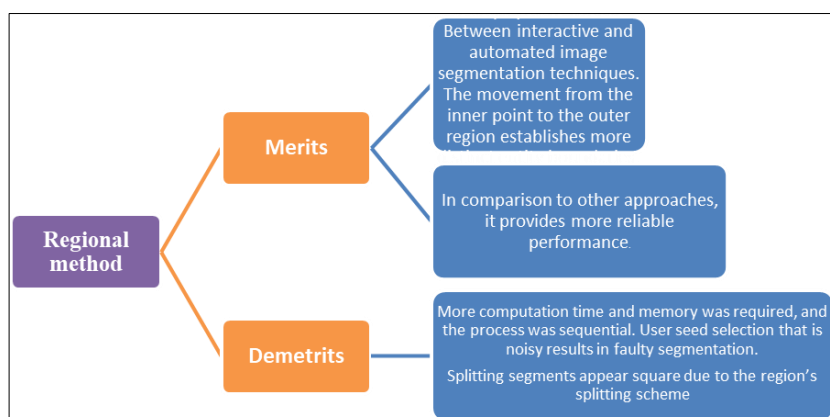 Between interactive and
automated image
segmentation techniques.
The movement from the
inner point to the outer
region establishes more
Merits
In comparison to other approaches,
it provides more reliable
performance.
Regional
method
More computation time and memory was required, and
the process was sequential. User seed selection that is
noisy results in faulty segmentation.
Demetrits
Splitting segments appear square due to the region's
splitting scheme